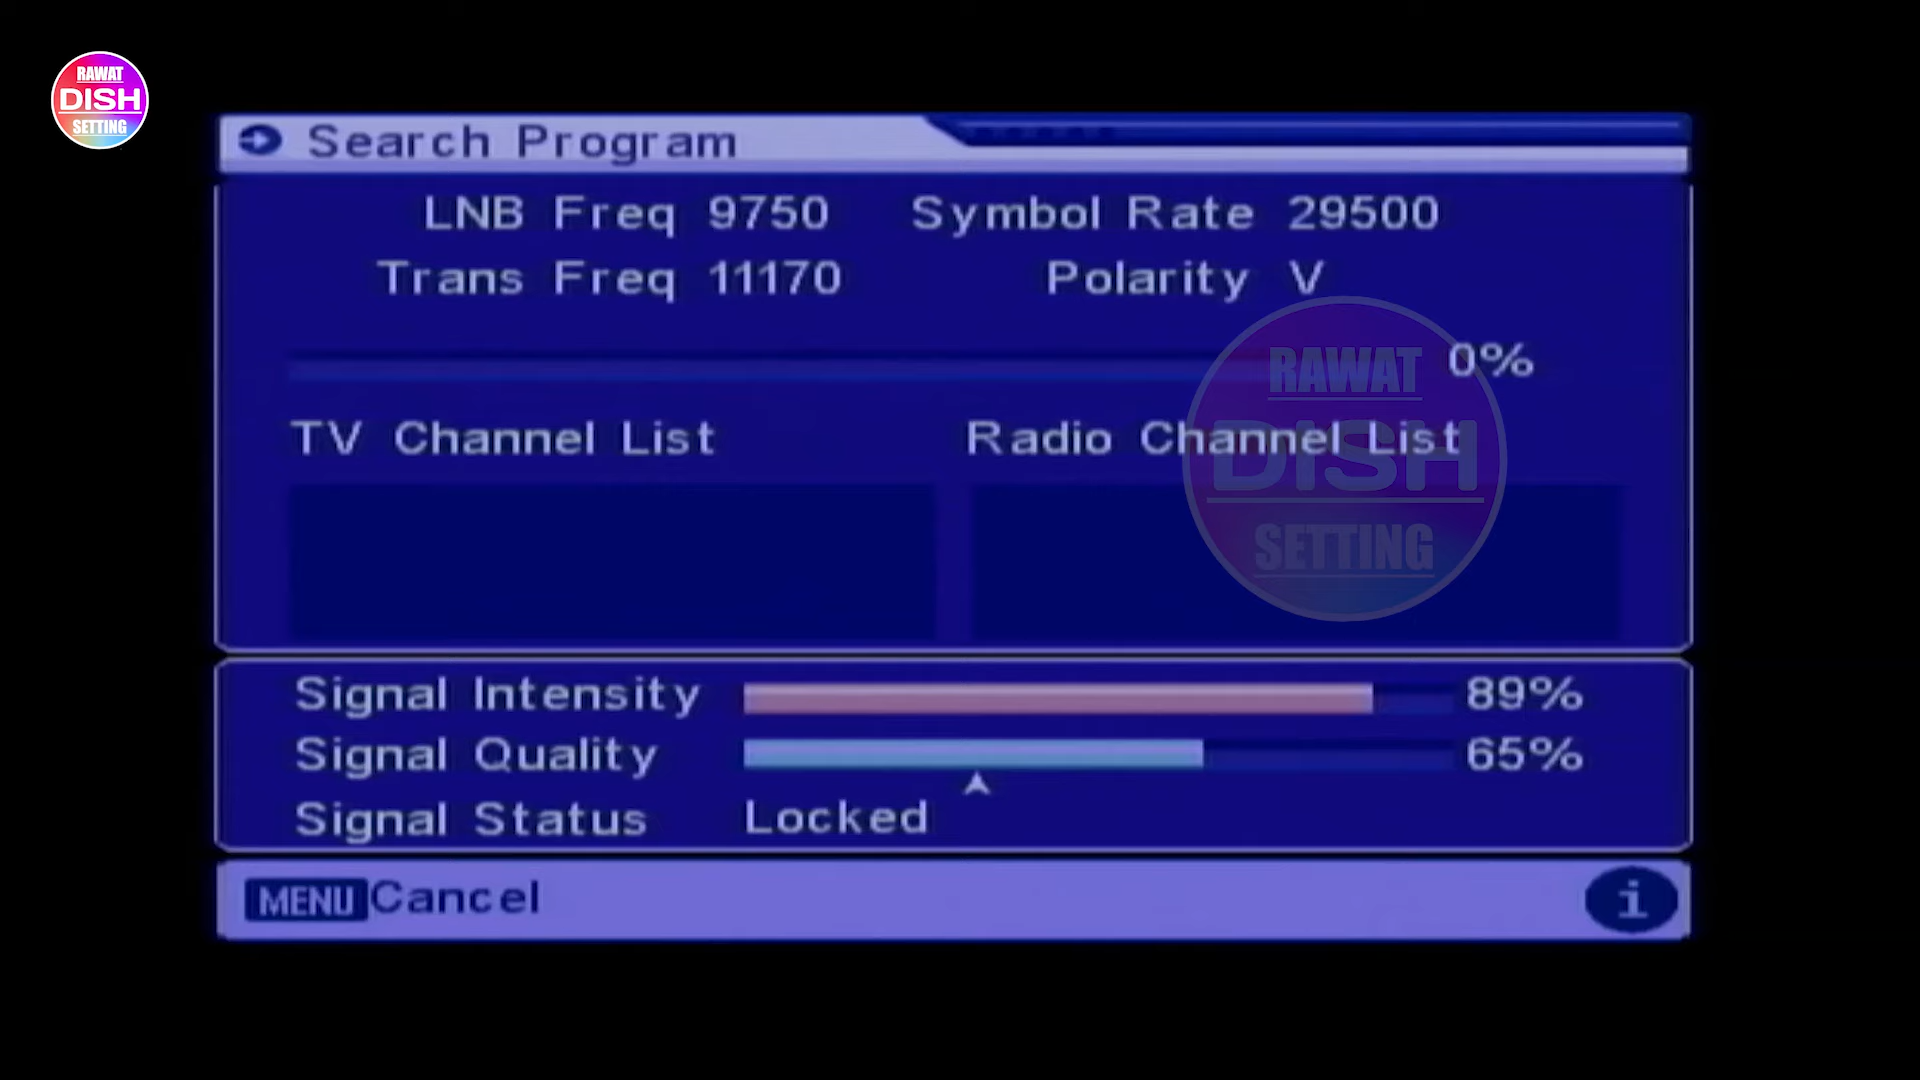 RAWAT
DISH
SETTING
Search Program
LNB Freq 9750 Symbol Rate 29500
Trans Freq 11170 Polarity V
0%
TV Channel List Radio Channel List
RAWAT
DISH
SETTING
Signal Intensity 89%
Signal Quality 65%
Signal Status Locked
MENU Cancel i